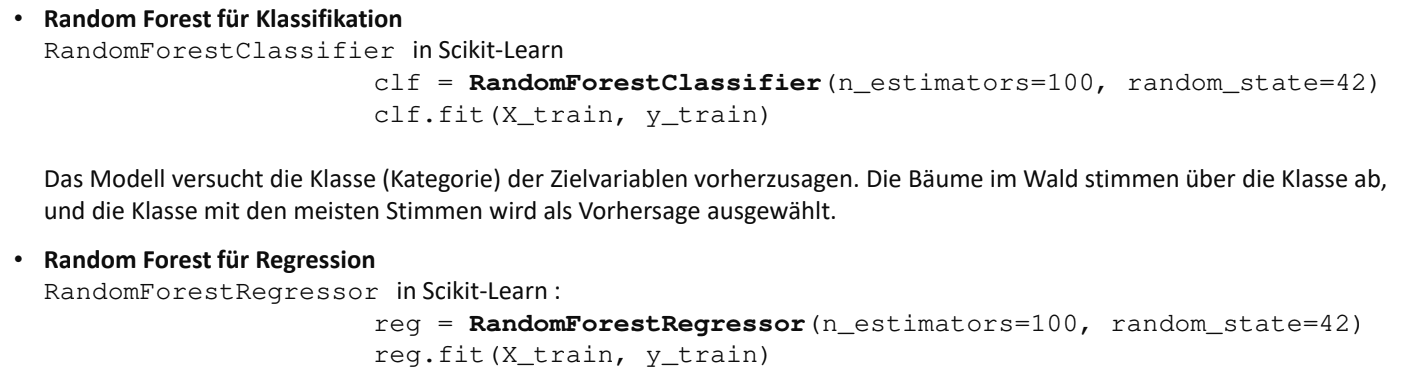 • Random Forest für Klassifikation
RandomForestClassifier in Scikit-Learn
clf = RandomForestClassifier(n_estimators=100, random_state=42)
clf.fit(X_train, y_train)
Das Modell versucht die Klasse (Kategorie) der Zielvariablen vorherzusagen. Die Bäume im Wald stimmen über die Klasse ab,
und die Klasse mit den meisten Stimmen wird als Vorhersage ausgewählt.
• Random Forest für Regression
RandomForestRegressor in Scikit-Learn :
reg = RandomForestRegressor(n_estimators=100, random_state=42)
reg.fit(X_train, y_train)